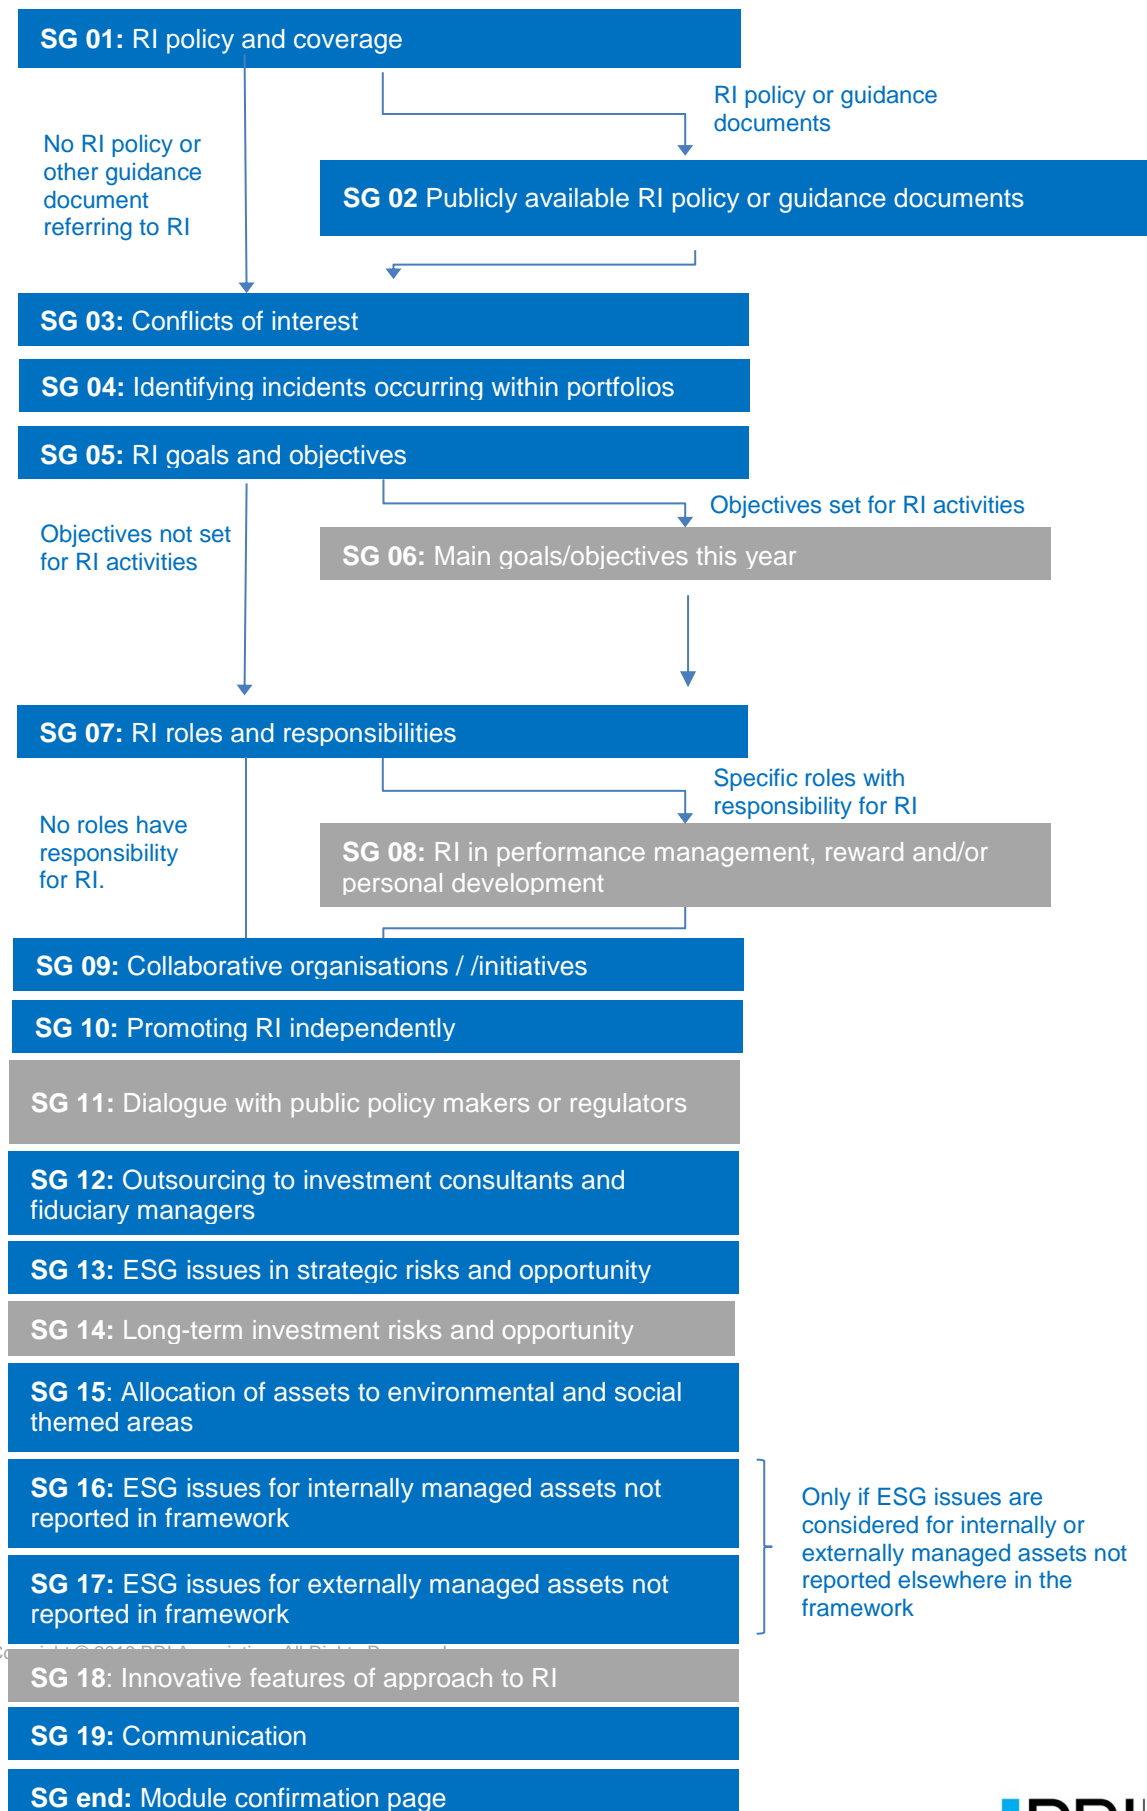 SG 01: RI policy and coverage
RI policy or guidance
documents
No RI policy or
other guidance
document
referring to RI
SG 02 Publicly available RI policy or guidance documents
SG 03: Conflicts of interest
SG 04: Identifying incidents occurring within portfolios
SG 05: RI goals and objectives
Objectives set for RI activities
Objectives not set
for RI activities
SG 06: Main goals/objectives this year
SG 07: RI roles and responsibilities
Specific roles with
responsibility for RI
No roles have
responsibility
for RI.
SG 08: RI in performance management, reward and/or
personal development
SG 09: Collaborative organisations / /initiatives
SG 10: Promoting RI independently
SG 11: Dialogue with public policy makers or regulators
SG 12: Outsourcing to investment consultants and
fiduciary managers
SG 13: ESG issues in strategic risks and opportunity
SG 14: Long-term investment risks and opportunity
SG 15: Allocation of assets to environmental and social
themed areas
SG 16: ESG issues for internally managed assets not
reported in framework
Only if ESG issues are
considered for internally or
externally managed assets not
reported elsewhere in the
framework
SG 17: ESG issues for externally managed assets not
reported in framework
SG 18: Innovative features of approach to RI
SG 19: Communication
SG end: Module confirmation page
PRI